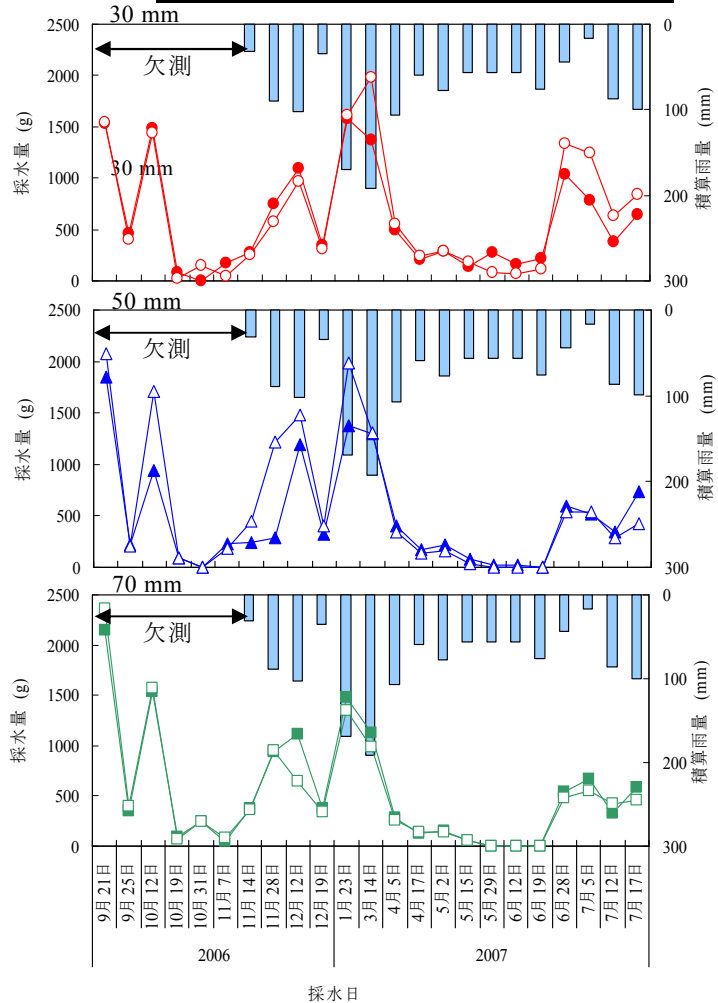 30 mm
2500
2000
1500
1000
500
0
採水量 (g)
欠測
30 mm
0
100
200
300
積算雨量 (mm)
50 mm
2500
2000
1500
1000
500
0
採水量 (g)
欠測
0
100
200
300
積算雨量 (mm)
70 mm
2500
2000
1500
1000
500
0
採水量 (g)
欠測
0
100
200
300
積算雨量 (mm)
9月21日
9月25日
10月12日
10月19日
10月31日
11月7日
11月14日
11月28日
12月12日
12月19日
1月23日
3月14日
4月5日
4月17日
5月2日
5月15日
5月29日
6月12日
6月19日
6月28日
7月5日
7月12日
7月17日
2006
2007
採水日